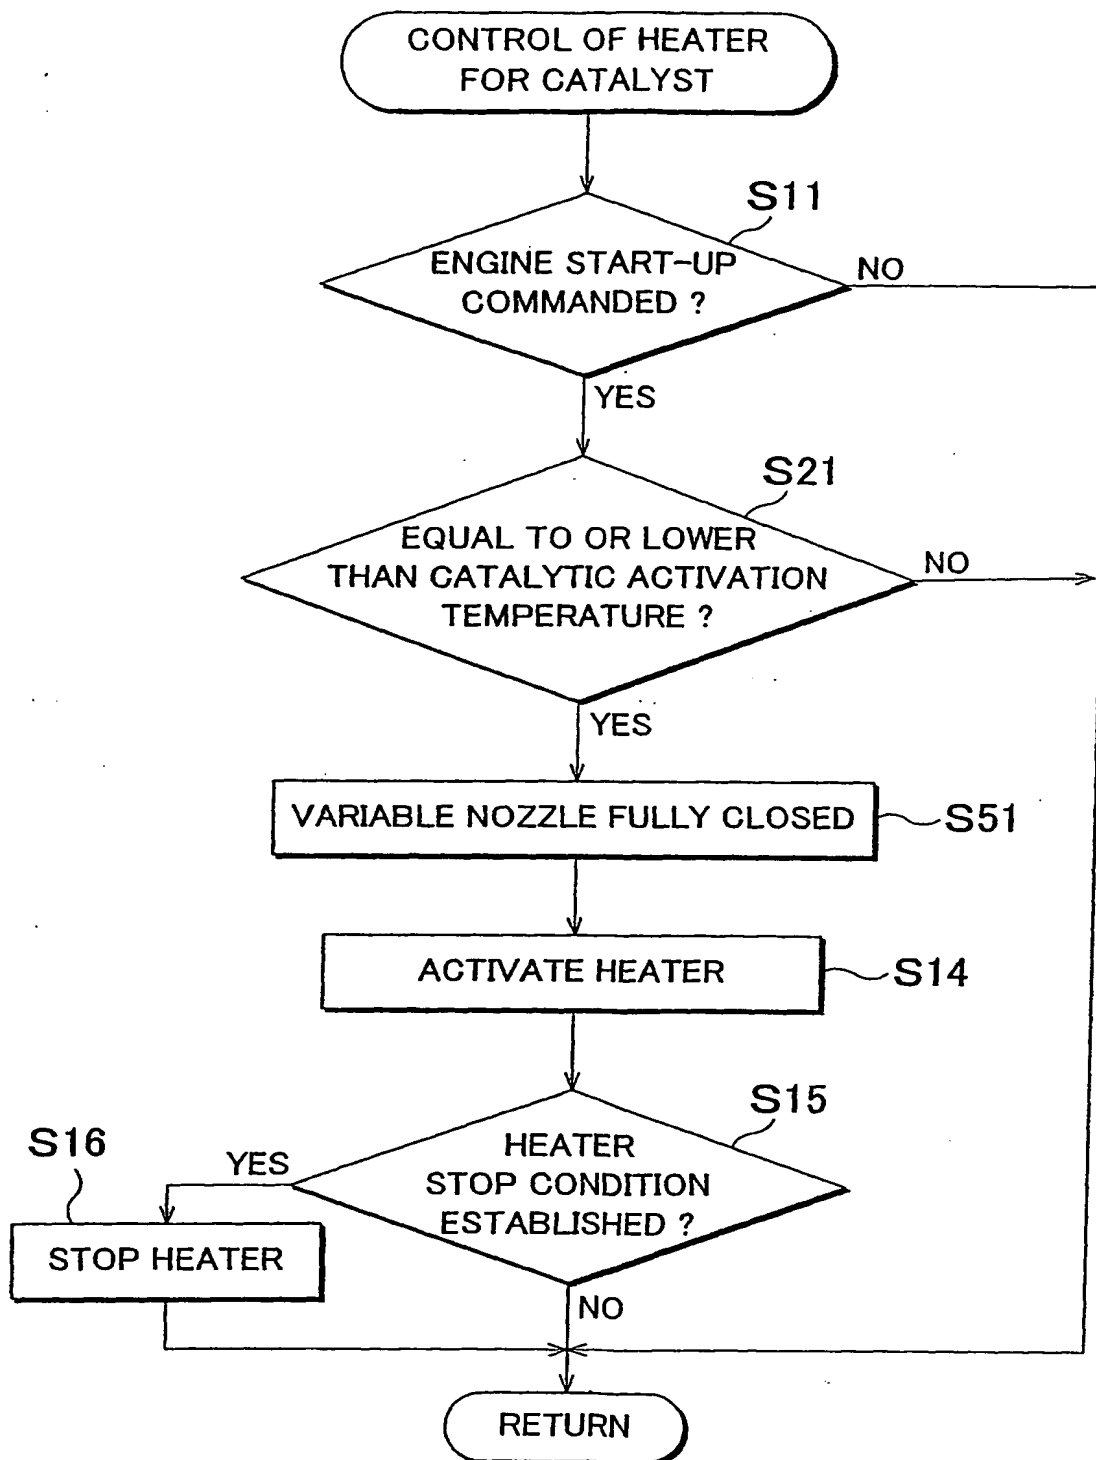 CONTROL OF HEATER
FOR CATALYST
S11
ENGINE START-UP
COMMANDED ?
NO
YES
S21
EQUAL TO OR LOWER
THAN CATALYTIC ACTIVATION
TEMPERATURE ?
NO
YES
VARIABLE NOZZLE FULLY CLOSED
S51
ACTIVATE HEATER
S14
S15
HEATER
STOP CONDITION
ESTABLISHED ?
S16
YES
STOP HEATER
NO
RETURN